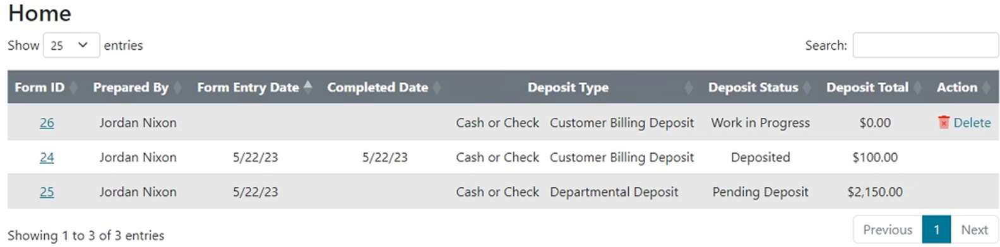 Home
Show 25 entries Search:
Form ID Prepared By Form Entry Date Completed Date Deposit Type Deposit Status Deposit Total Action
26 Jordan Nixon Cash or Check Customer Billing Deposit Work in Progress $0.00 Delete
24 Jordan Nixon 5/22/23 5/22/23 Cash or Check Customer Billing Deposit Deposited $100.00
25 Jordan Nixon 5/22/23 Cash or Check Departmental Deposit Pending Deposit $2,150.00
Showing 1 to 3 of 3 entries Previous 1 Next